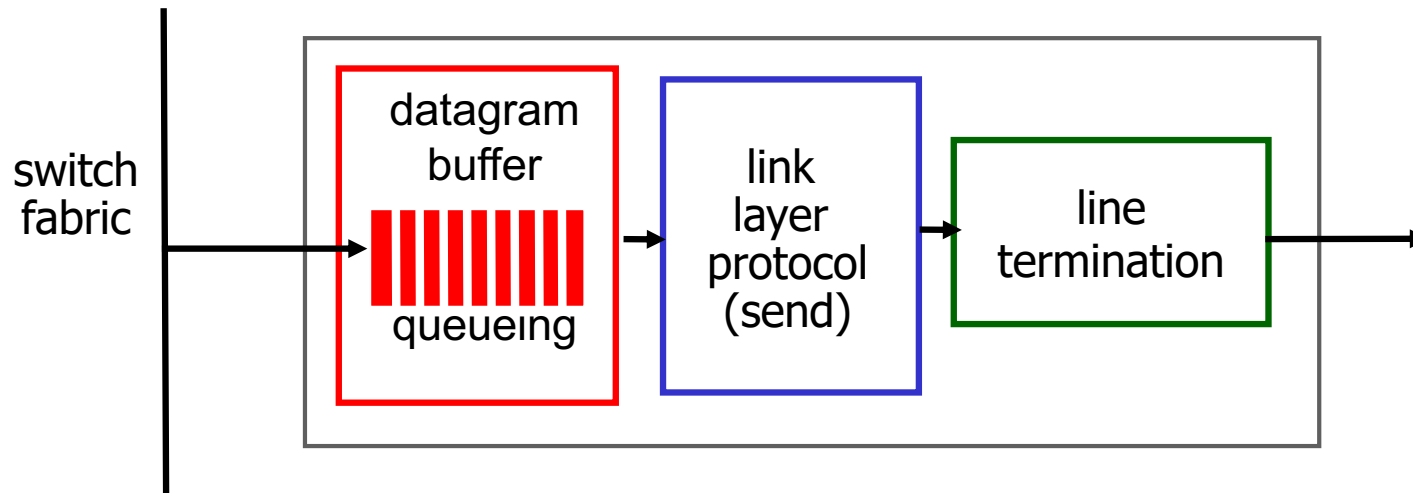 switch
fabric
datagram
buffer
queueing
link
layer
protocol
(send)
line
termination